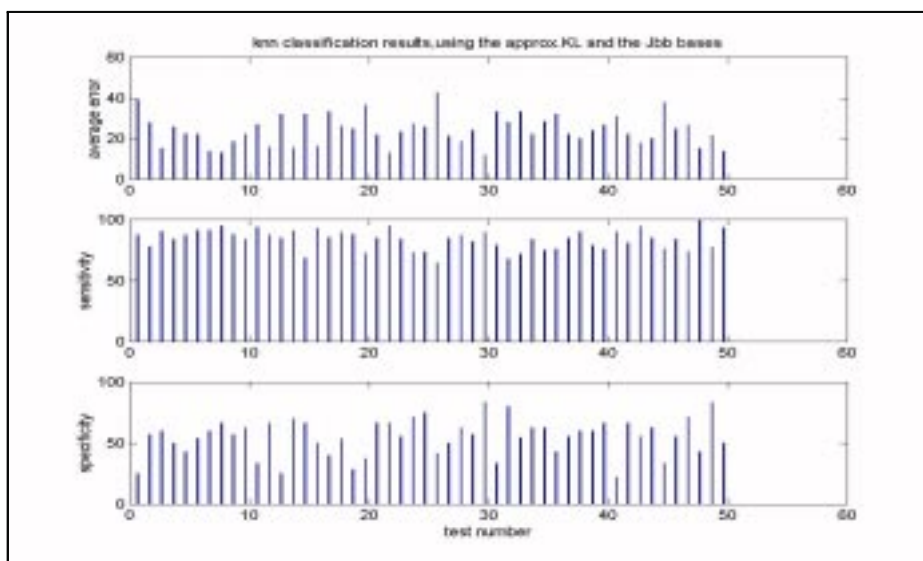 knn classification results,using the approx.KL and the Jbb bases
average error
60
40
20
0
0 10 20 30 40 50 60
sensitivity
100
50
0
0 10 20 30 40 50 60
specificity
100
50
0
0 10 20 30 40 50 60
test number